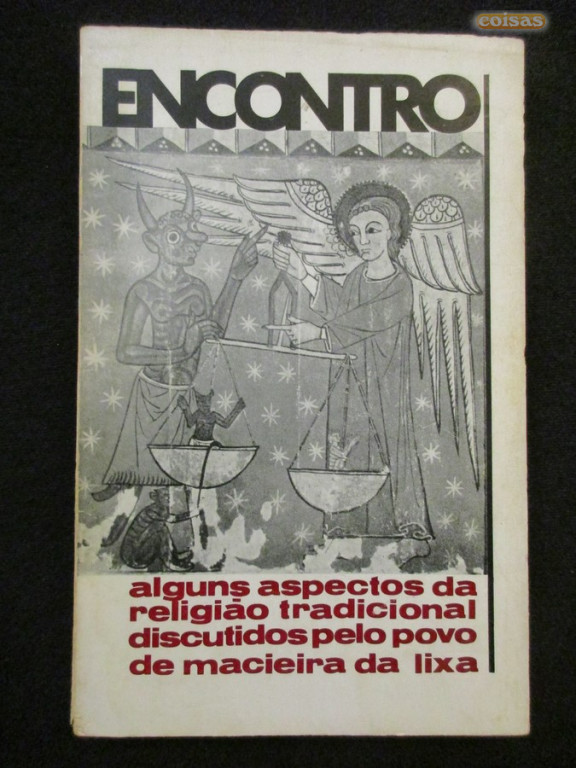 coisas
ENCONTRO
alguns aspectos da
religião tradicional
discutidos pelo povo
de macieira da lixa